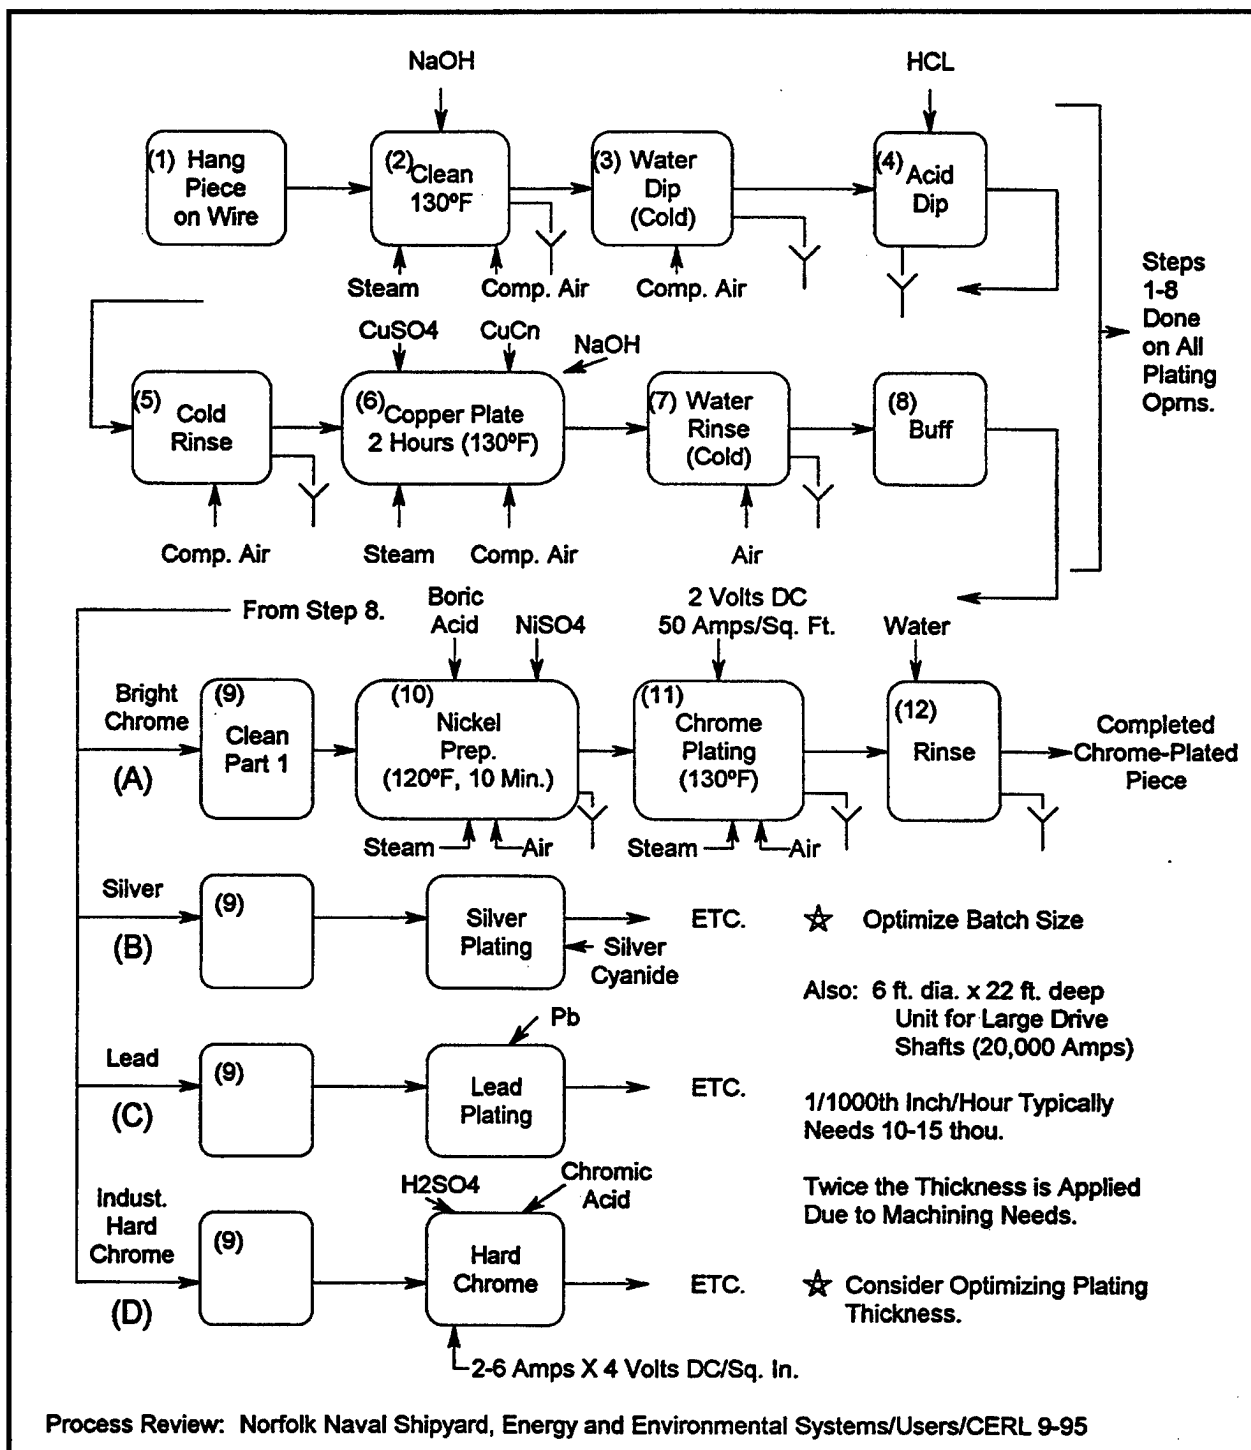 NaOH
HCL
(1) Hang
Piece
on Wire
(2) Clean
130ºF
(3) Water
Dip
(Cold)
(4) Acid
Dip
Steam
Comp. Air
Comp. Air
Steps
1-8
Done
on All
Plating
Oprns.
CuSO4
CuCn
NaOH
(5) Cold
Rinse
(6) Copper Plate
2 Hours (130ºF)
(7) Water
Rinse
(Cold)
(8)
Buff
Comp. Air
Steam
Comp. Air
Air
From Step 8.
Boric
Acid
NiSO4
2 Volts DC
50 Amps/Sq. Ft.
Water
Bright
Chrome
(A)
(9)
Clean
Part 1
(10)
Nickel
Prep.
(120ºF, 10 Min.)
(11)
Chrome
Plating
(130ºF)
(12)
Rinse
Completed
Chrome-Plated
Piece
Steam
Air
Steam
Air
Silver
(B)
(9)
Silver
Plating
Silver
Cyanide
ETC.
☆ Optimize Batch Size
Also: 6 ft. dia. x 22 ft. deep
Unit for Large Drive
Shafts (20,000 Amps)
Lead
(C)
(9)
Pb
Lead
Plating
ETC.
1/1000th Inch/Hour Typically
Needs 10-15 thou.
Twice the Thickness is Applied
Due to Machining Needs.
Indust.
Hard
Chrome
(D)
(9)
H2SO4
Chromic
Acid
Hard
Chrome
ETC.
☆ Consider Optimizing Plating
Thickness.
2-6 Amps X 4 Volts DC/Sq. In.
Process Review: Norfolk Naval Shipyard, Energy and Environmental Systems/Users/CERL 9-95